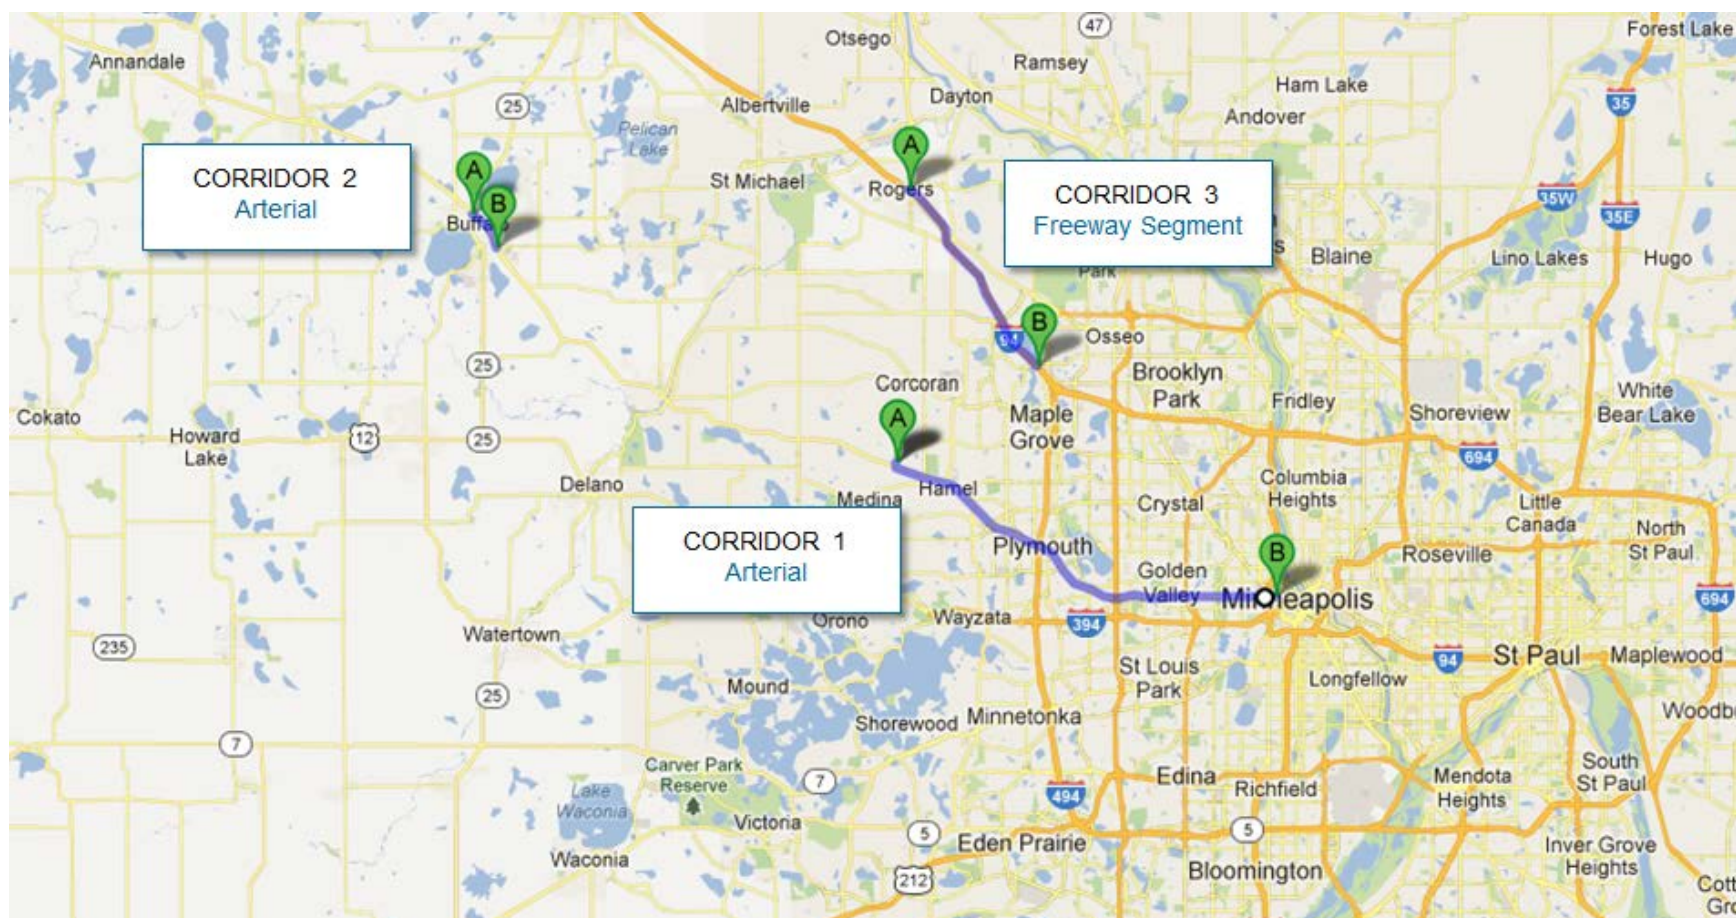 Otsego
47
Forest Lake
Annandale
Ramsey
Ham Lake
Albertville
25
Dayton
35
Andover
Pelican
Lake
CORRIDOR 2
Arterial
A
B
Buffalo
St Michael
A
Rogers
CORRIDOR 3
Freeway Segment
s
Park
35W
35E
Blaine
Lino Lakes
Hugo
B
94
Osseo
25
Corcoran
Brooklyn
Park
White
Bear Lake
Cokato
Howard
Lake
12
25
A
Maple
Grove
Fridley
Shoreview
694
Delano
Medina
Hamel
Crystal
Columbia
Heights
Little
Canada
North
St Paul
CORRIDOR 1
Arterial
Plymouth
B
Roseville
Golden
Valley
Minneapolis
694
Orono
Wayzata
394
Watertown
235
94
St Paul
Maplewood
St Louis
Park
Longfellow
25
Mound
Shorewood
Minnetonka
Woodbu
7
Carver Park
Reserve
7
494
Edina
Richfield
Mendota
Heights
South
St Paul
Lake
Waconia
Victoria
5
Eden Prairie
5
Inver Grove
Heights
Waconia
212
Bloomington
Cott
Gro